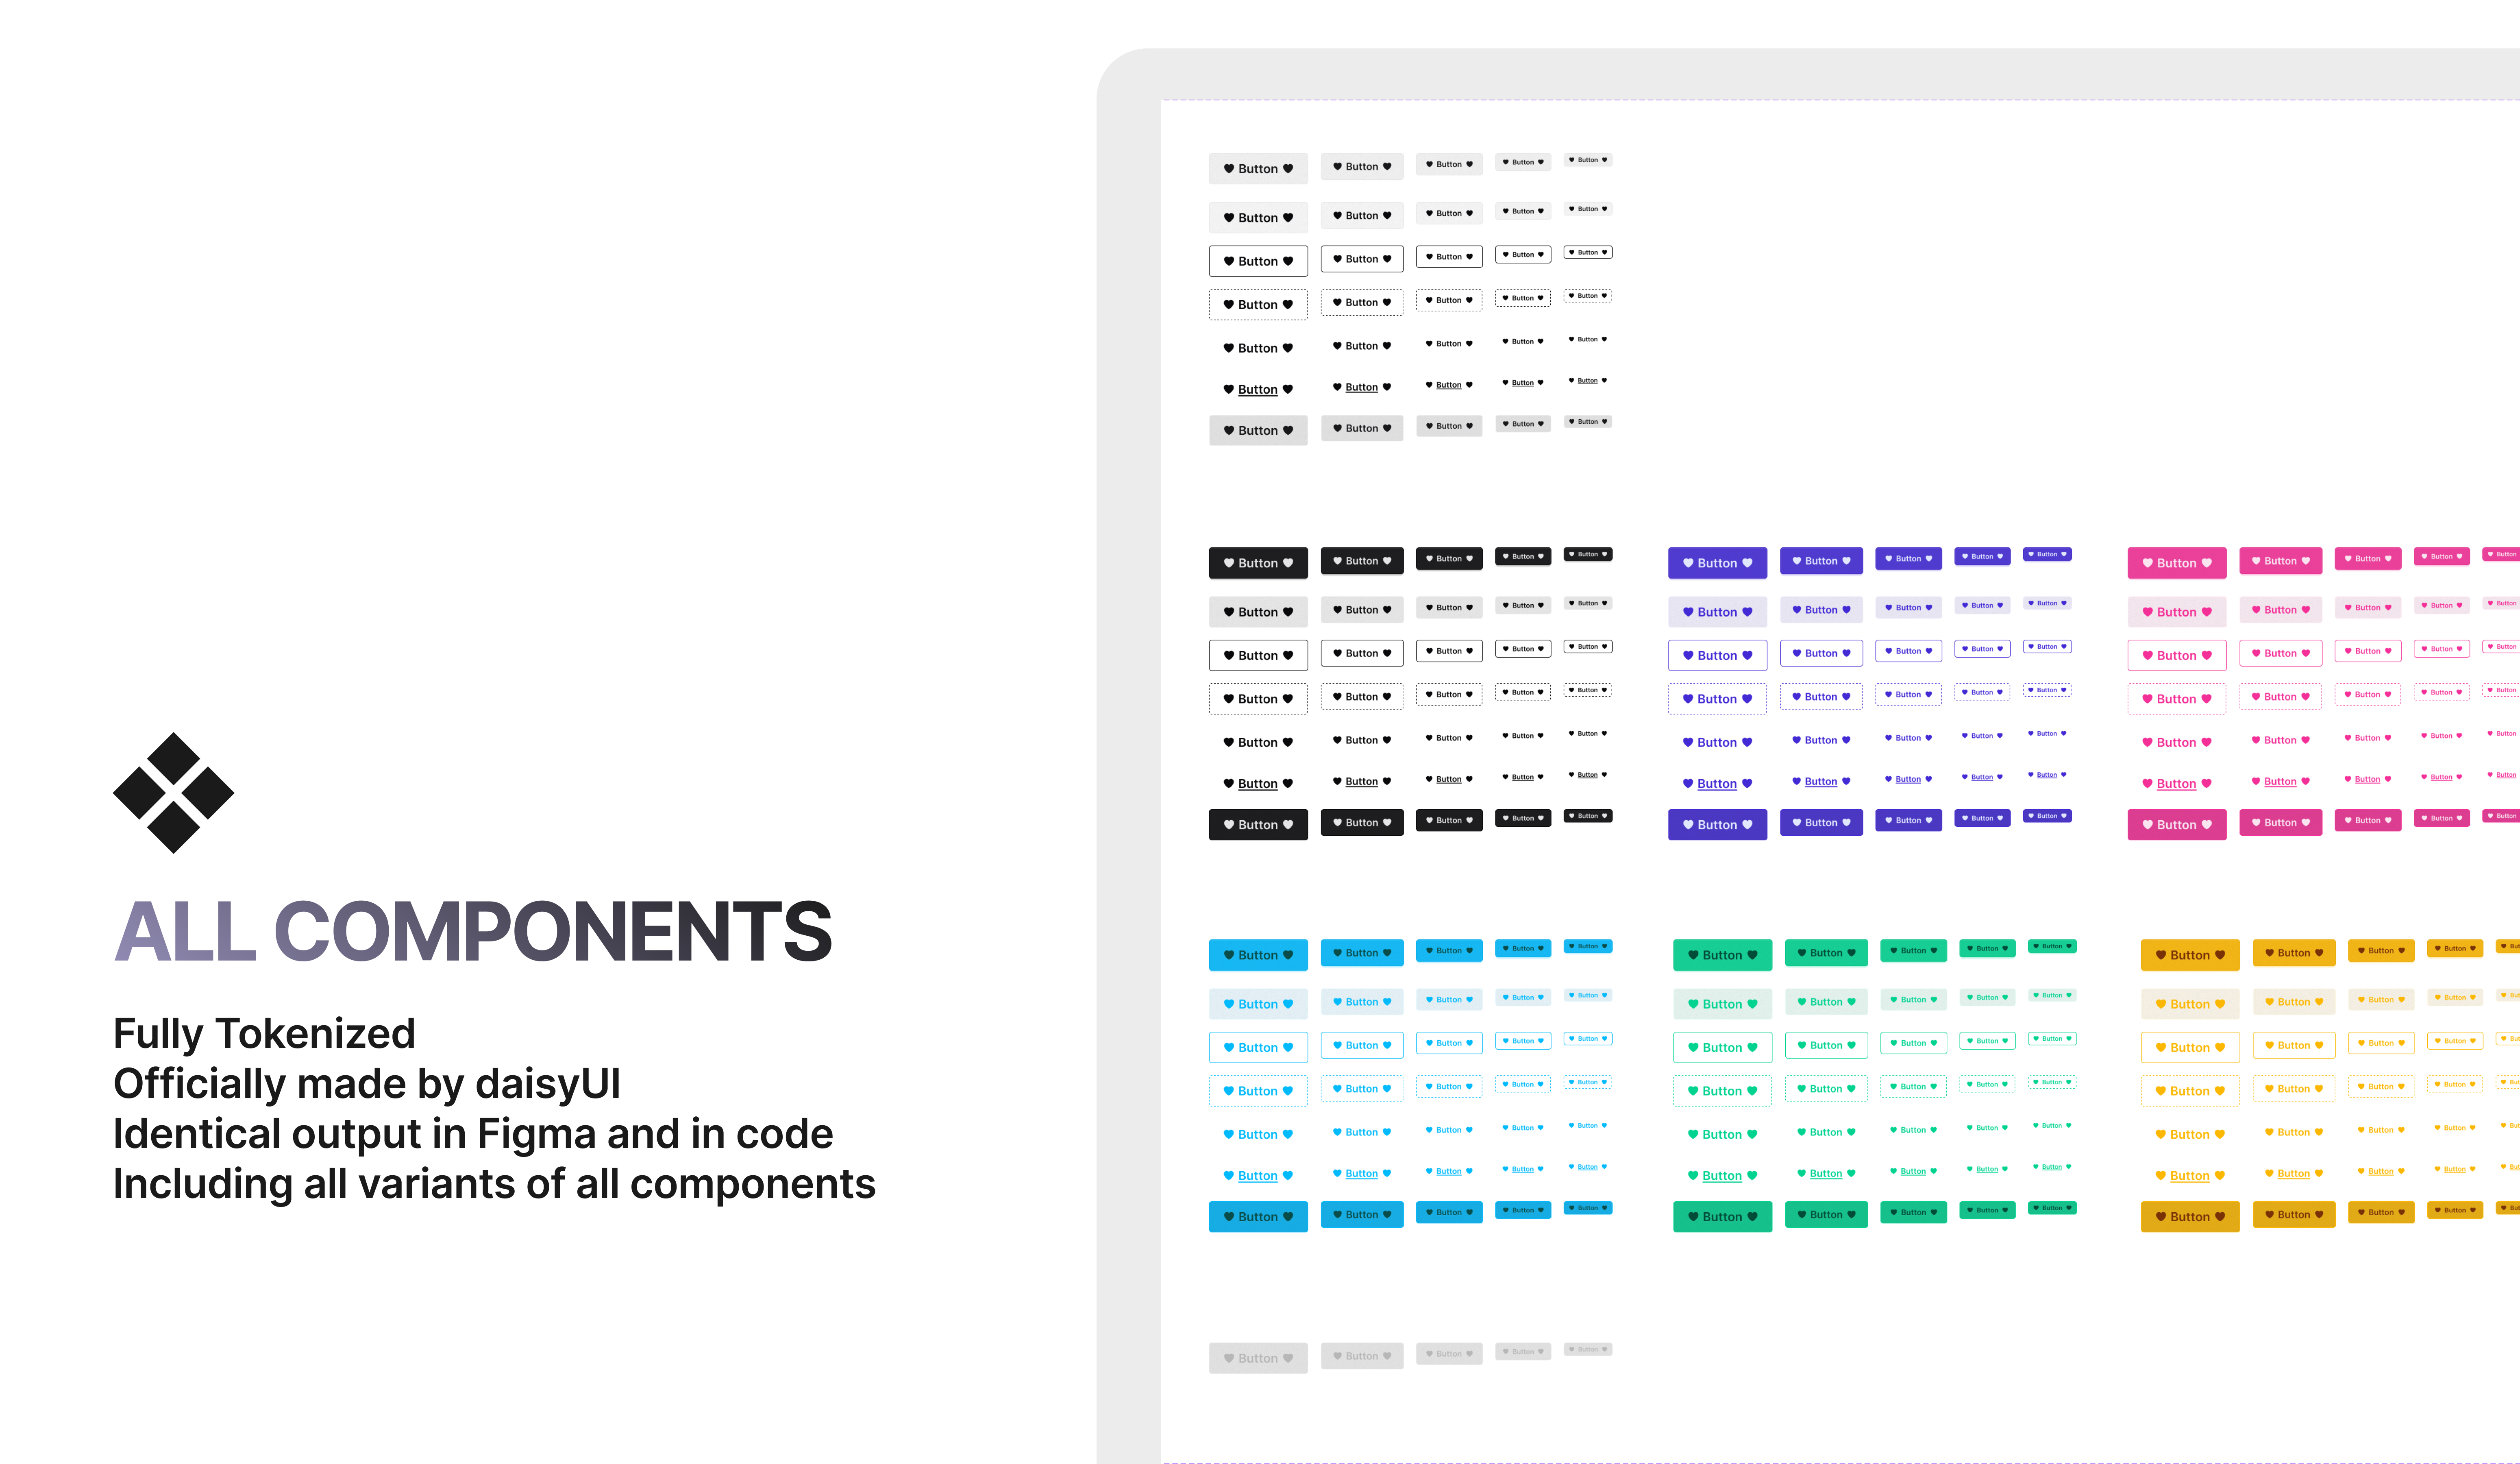 ALL COMPONENTS
Fully Tokenized
Officially made by daisyUI
Identical output in Figma and in code
Including all variants of all components
Button Button Button Button Button
Button Button Button Button Button
Button Button Button Button Button
Button Button Button Button Button
Button Button Button Button Button
Button Button Button Button Button
Button Button Button Button Button
Button Button Button Button Button Button Button Button Button Button Button Button Button Button Button
Button Button Button Button Button Button Button Button Button Button Button Button Button Button Button
Button Button Button Button Button Button Button Button Button Button Button Button Button Button Button
Button Button Button Button Button Button Button Button Button Button Button Button Button Button Button
Button Button Button Button Button Button Button Button Button Button Button Button Button Button Button
Button Button Button Button Button Button Button Button Button Button Button Button Button Button Button
Button Button Button Button Button Button Button Button Button Button Button Button Button Button Button
Button Button Button Button Button Button Button Button Button Button Button Button Button Button
Button Button Button Button Button Button Button Button Button Button Button Button Button Button
Button Button Button Button Button Button Button Button Button Button Button Button Button Button
Button Button Button Button Button Button Button Button Button Button Button Button Button Button
Button Button Button Button Button Button Button Button Button Button Button Button Button Button
Button Button Button Button Button Button Button Button Button Button Button Button Button Button
Button Button Button Button Button Button Button Button Button Button Button Button Button Button
Button Button Button Button Button